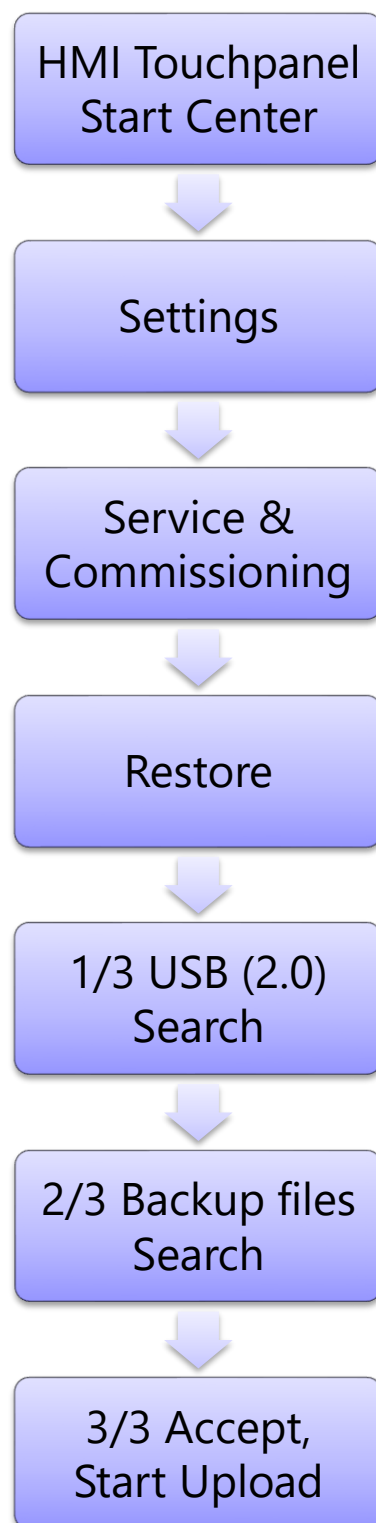 HMI Touchpanel
Start Center
Settings
Service &
Commissioning
Restore
1/3 USB (2.0)
Search
2/3 Backup files
Search
3/3 Accept,
Start Upload